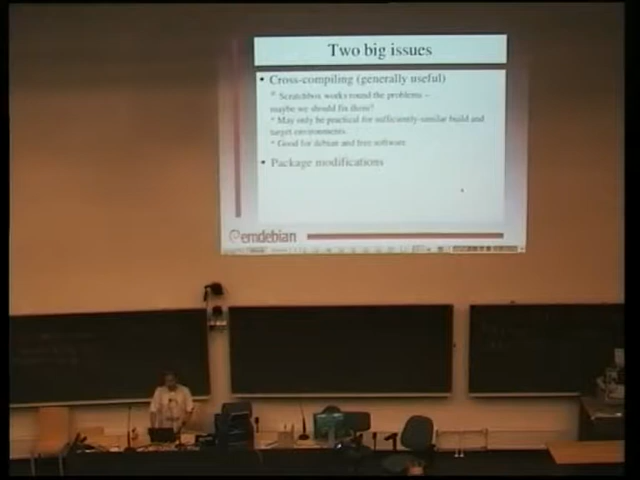 Two big issues
• Cross-compiling (generally useful)
* Scratchbox works round the problems –
maybe we should fix them?
* May only be practical for sufficiently-similar build and
target environments
* Good for debian and free software
• Package modifications
emdebian